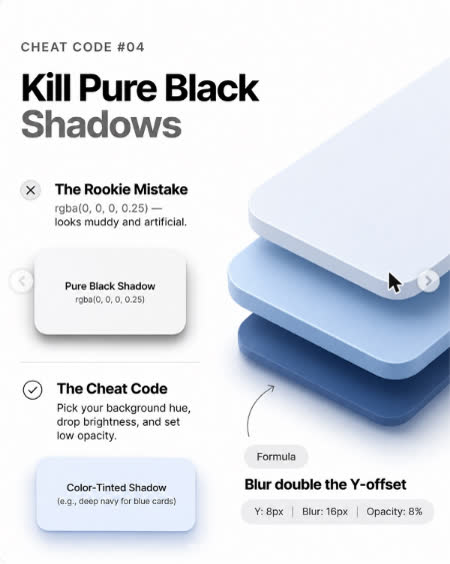 CHEAT CODE #04
Kill Pure Black
Shadows
The Rookie Mistake
rgba(0, 0, 0, 0.25) —
looks muddy and artificial.
Pure Black Shadow
rgba(0, 0, 0, 0.25)
The Cheat Code
Pick your background hue,
drop brightness, and set
low opacity.
Color-Tinted Shadow
(e.g., deep navy for blue cards)
Formula
Blur double the Y-offset
Y: 8px | Blur: 16px | Opacity: 8%